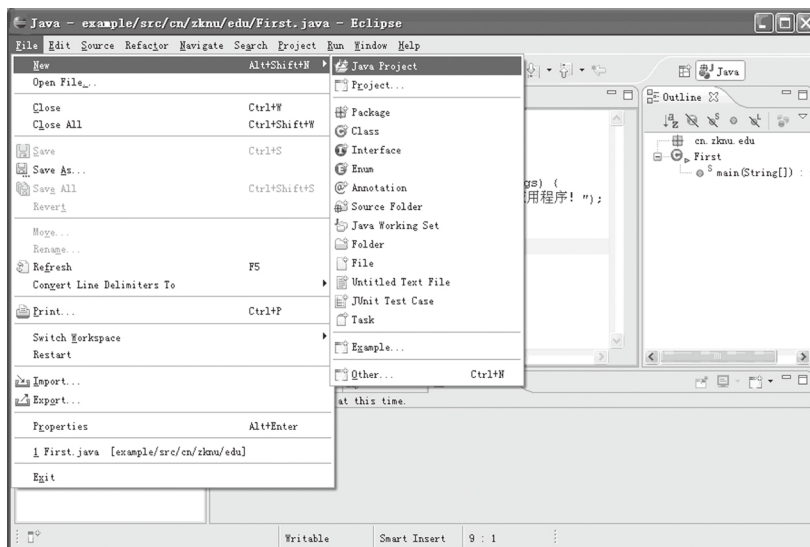 Java - example/src/cn/zknu/edu/First.java - Eclipse
File Edit Source Refactor Navigate Search Project Run Window Help
New Alt+Shift+N
Open File...
Close Ctrl+W
Close All Ctrl+Shift+W
Save Ctrl+S
Save As...
Save All Ctrl+Shift+S
Revert
Move...
Rename...
Refresh F5
Convert Line Delimiters To
Print... Ctrl+P
Switch Workspace
Restart
Import...
Export...
Properties Alt+Enter
1 First.java [example/src/cn/zknu/edu]
Exit
Java Project
Project...
Package
Class
Interface
Enum
Annotation
Source Folder
Java Working Set
Folder
File
Untitled Text File
JUnit Test Case
Task
Example...
Other... Ctrl+N
gs) {
用程序! ");
at this time.
Java
Outline
cn.zknu.edu
First
main(String[]) :
Writable Smart Insert 9 : 1